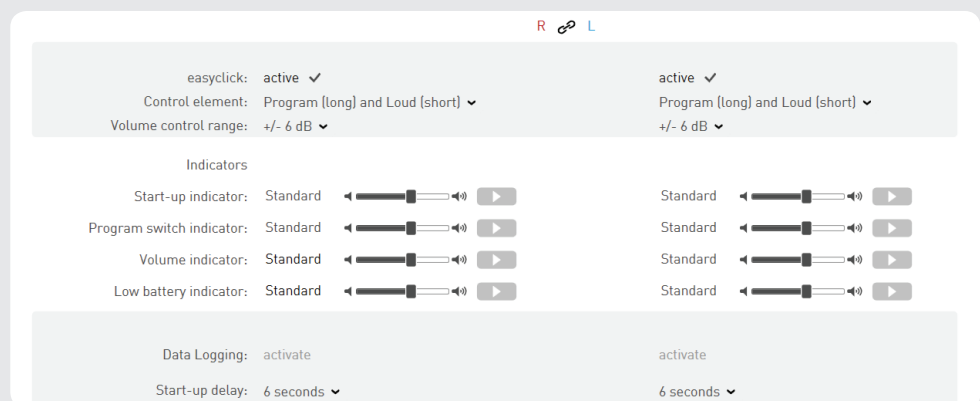 R L
easyclick: active active
Control element: Program (long) and Loud (short) Program (long) and Loud (short)
Volume control range: +/- 6 dB +/- 6 dB
Indicators
Start-up indicator: Standard Standard
Program switch indicator: Standard Standard
Volume indicator: Standard Standard
Low battery indicator: Standard Standard
Data Logging: activate activate
Start-up delay: 6 seconds 6 seconds